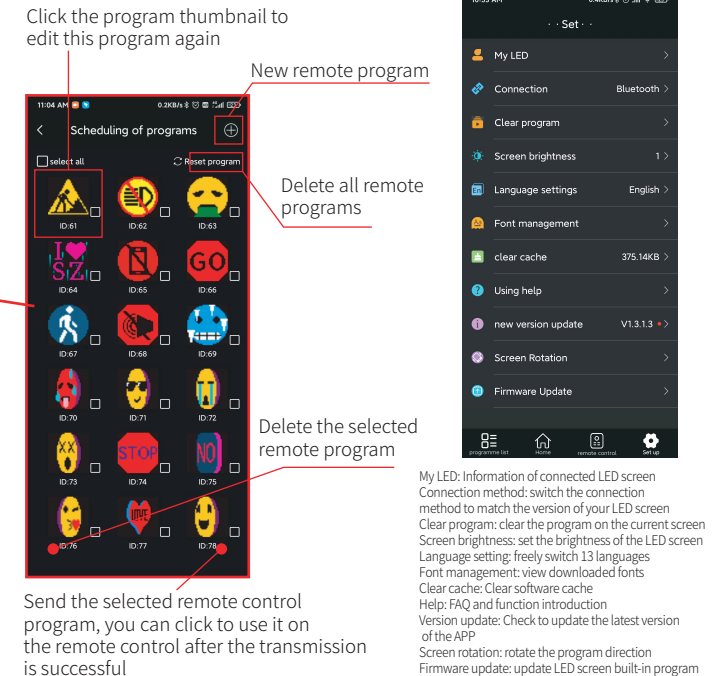 Click the program thumbnail to
edit this program again
New remote program
11:04 AM
0.2KB/s
Scheduling of programs
select all
Reset program
Delete all remote
programs
ID:61
ID:62
ID:63
I
SZ
GO
ID:64
ID:65
ID:66
ID:67
ID:68
ID:69
ID:70
ID:71
ID:72
STOP
NO
ID:73
ID:74
ID:75
ID:76
ID:77
ID:78
Delete the selected
remote program
Send the selected remote control
program, you can click to use it on
the remote control after the transmission
is successful
· · Set · ·
My LED
Connection Bluetooth
Clear program
Screen brightness 1
En Language settings English
Font management
clear cache 375.14KB
Using help
new version update V1.3.1.3
Screen Rotation
Firmware Update
programme list Home remote control Set up
My LED: Information of connected LED screen
Connection method: switch the connection
method to match the version of your LED screen
Clear program: clear the program on the current screen
Screen brightness: set the brightness of the LED screen
Language setting: freely switch 13 languages
Font management: view downloaded fonts
Clear cache: Clear software cache
Help: FAQ and function introduction
Version update: Check to update the latest version
of the APP
Screen rotation: rotate the program direction
Firmware update: update LED screen built-in program